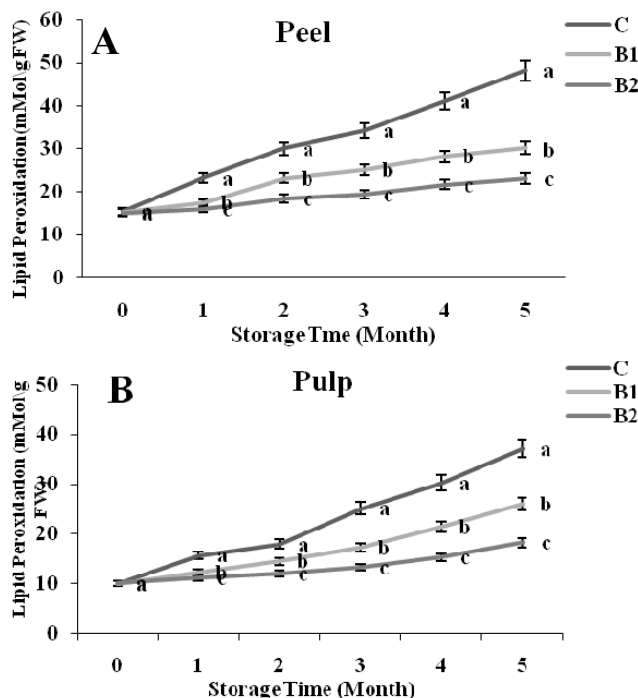 A
Peel
C
B1
B2
Lipid Peroxidation (mMol\g FW)
60
50
40
30
20
10
0
a
a
a
a
a
a
b
b
b
b
b
c
c
c
c
c
0 1 2 3 4 5
Storage Tme (Month)
B
Pulp
C
B1
B2
Lipid Peroxidation (mMol\g
FW)
50
40
30
20
10
0
a
a
a
a
a
a
b
b
b
b
b
c
c
c
c
c
0 1 2 3 4 5
Storage Time (Month)